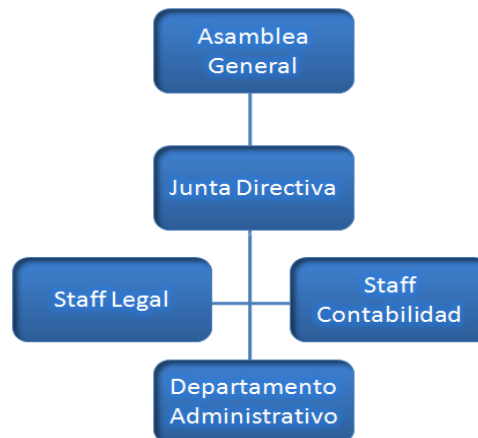 Asamblea
General
Junta Directiva
Staff Legal
Staff
Contabilidad
Departamento
Administrativo